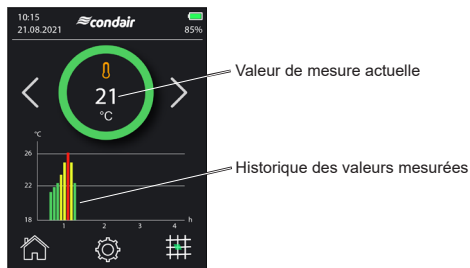 10:15
21.08.2021
condair
85%
21
°C
Valeur de mesure actuelle
°C
26
22
18
1 2 3 4 h
Historique des valeurs mesurées